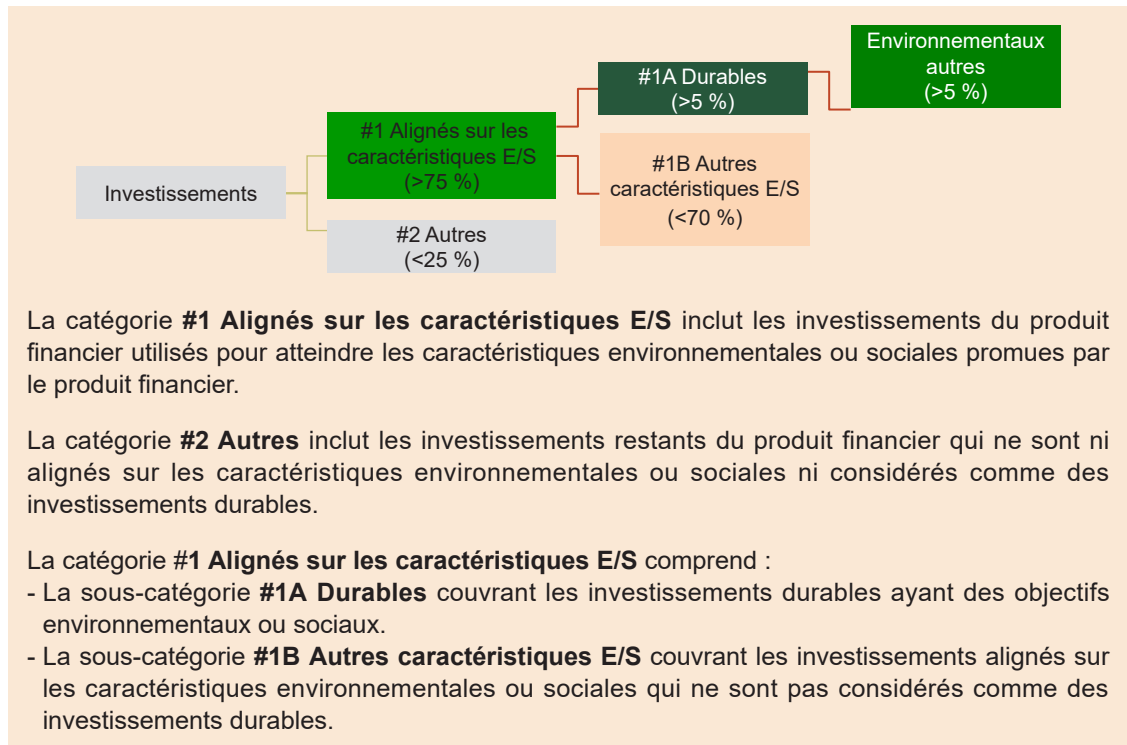 Environnementaux
autres
(>5 %)
#1A Durables
(>5 %)
#1 Alignés sur les
caractéristiques E/S
(>75 %)
#1B Autres
caractéristiques E/S
(<70 %)
Investissements
#2 Autres
(<25 %)
La catégorie #1 Alignés sur les caractéristiques E/S inclut les investissements du produit
financier utilisés pour atteindre les caractéristiques environnementales ou sociales promues par
le produit financier.
La catégorie #2 Autres inclut les investissements restants du produit financier qui ne sont ni
alignés sur les caractéristiques environnementales ou sociales ni considérés comme des
investissements durables.
La catégorie #1 Alignés sur les caractéristiques E/S comprend :
- La sous-catégorie #1A Durables couvrant les investissements durables ayant des objectifs
environnementaux ou sociaux.
- La sous-catégorie #1B Autres caractéristiques E/S couvrant les investissements alignés sur
les caractéristiques environnementales ou sociales qui ne sont pas considérés comme des
investissements durables.